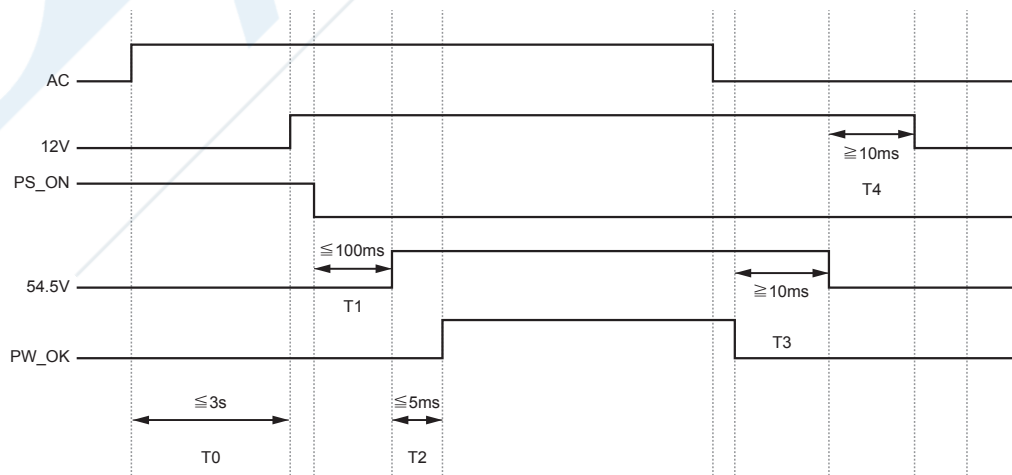 AC
12V
≧10ms
PS_ON
T4
≦100ms
54.5V
≧10ms
T1
T3
PW_OK
≦3s
≦5ms
T0
T2